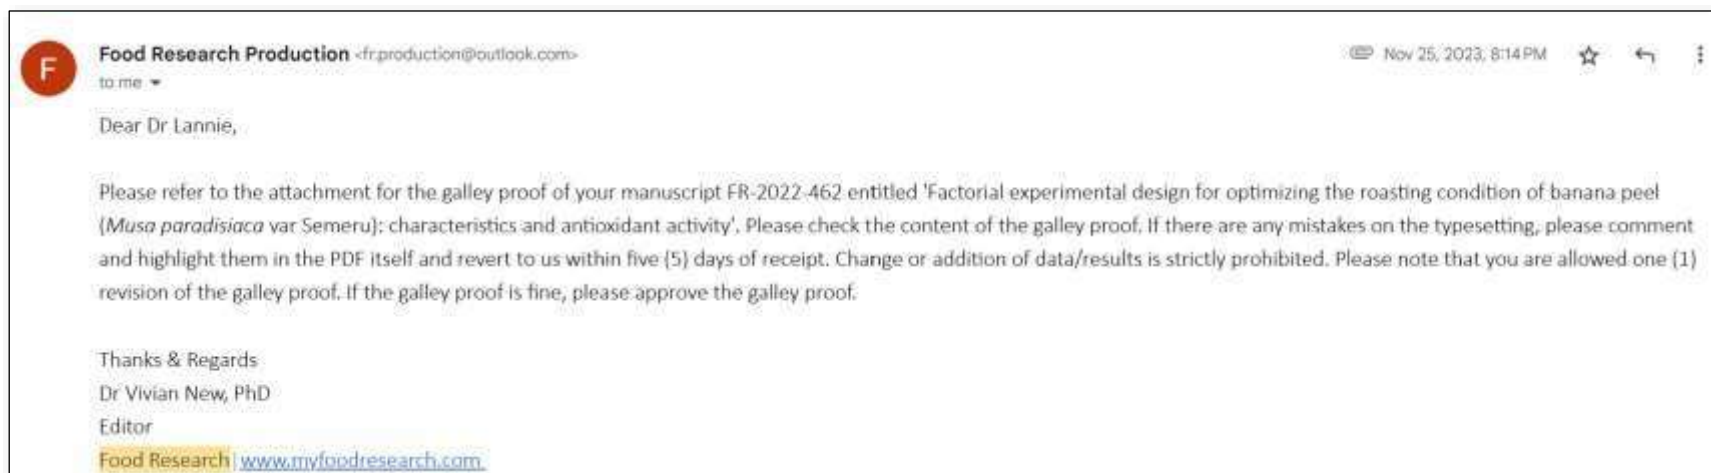 F
Food Research Production <fr.production@outlook.com>
Nov 25, 2023, 8:14 PM
to me
Dear Dr Lannie,
Please refer to the attachment for the galley proof of your manuscript FR-2022-462 entitled 'Factorial experimental design for optimizing the roasting condition of banana peel
(Musa paradisiaca var Semeru): characteristics and antioxidant activity'. Please check the content of the galley proof. If there are any mistakes on the typesetting, please comment
and highlight them in the PDF itself and revert to us within five (5) days of receipt. Change or addition of data/results is strictly prohibited. Please note that you are allowed one (1)
revision of the galley proof. If the galley proof is fine, please approve the galley proof.
Thanks & Regards
Dr Vivian New, PhD
Editor
Food Research | www.myfoodresearch.com